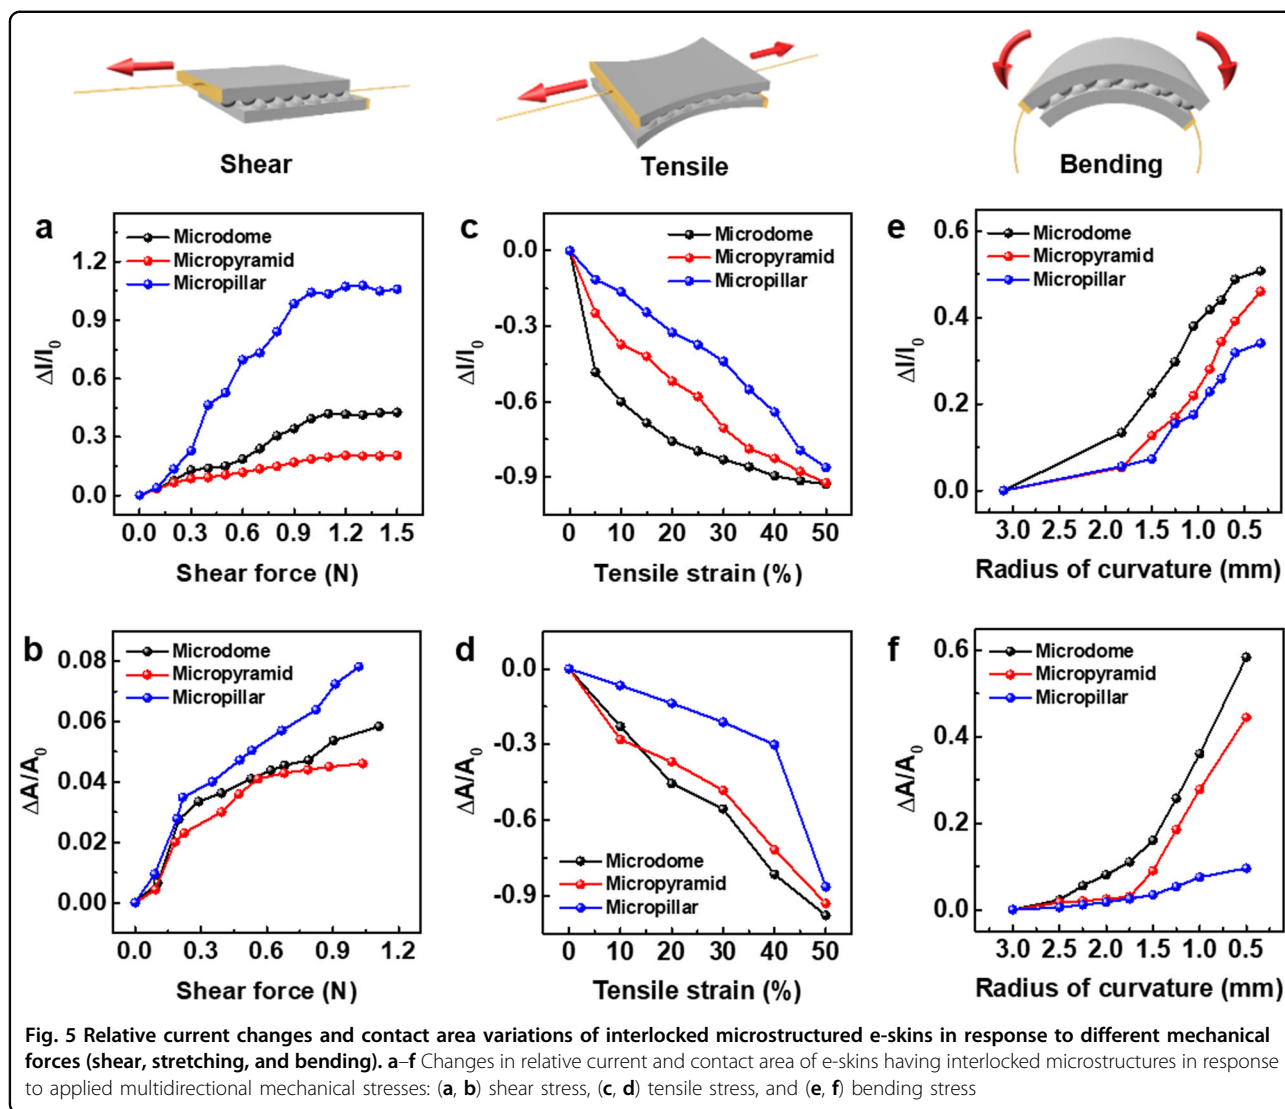 Shear
Tensile
Bending
a
Microdome
Micropyramid
Micropillar
1.2
0.9
0.6
0.3
0.0
ΔI/I0
0.0 0.3 0.6 0.9 1.2 1.5
Shear force (N)
c
Microdome
Micropyramid
Micropillar
0.0
-0.3
-0.6
-0.9
ΔI/I0
0 10 20 30 40 50
Tensile strain (%)
e
Microdome
Micropyramid
Micropillar
0.6
0.4
0.2
0.0
ΔI/I0
3.0 2.0 1.5 1.0 0.5
Radius of curvature (mm)
b
Microdome
Micropyramid
Micropillar
0.08
0.06
0.04
0.02
0.00
ΔA/A0
0.0 0.3 0.6 0.9 1.2
Shear force (N)
d
Microdome
Micropyramid
Micropillar
0.0
-0.3
-0.6
-0.9
ΔA/A0
0 10 20 30 40 50
Tensile strain (%)
f
Microdome
Micropyramid
Micropillar
0.6
0.4
0.2
0.0
ΔA/A0
3.0 2.5 2.0 1.5 1.0 0.5
Radius of curvature (mm)
Fig. 5 Relative current changes and contact area variations of interlocked microstructured e-skins in response to different mechanical
forces (shear, stretching, and bending). a–f Changes in relative current and contact area of e-skins having interlocked microstructures in response
to applied multidirectional mechanical stresses: (a, b) shear stress, (c, d) tensile stress, and (e, f) bending stress